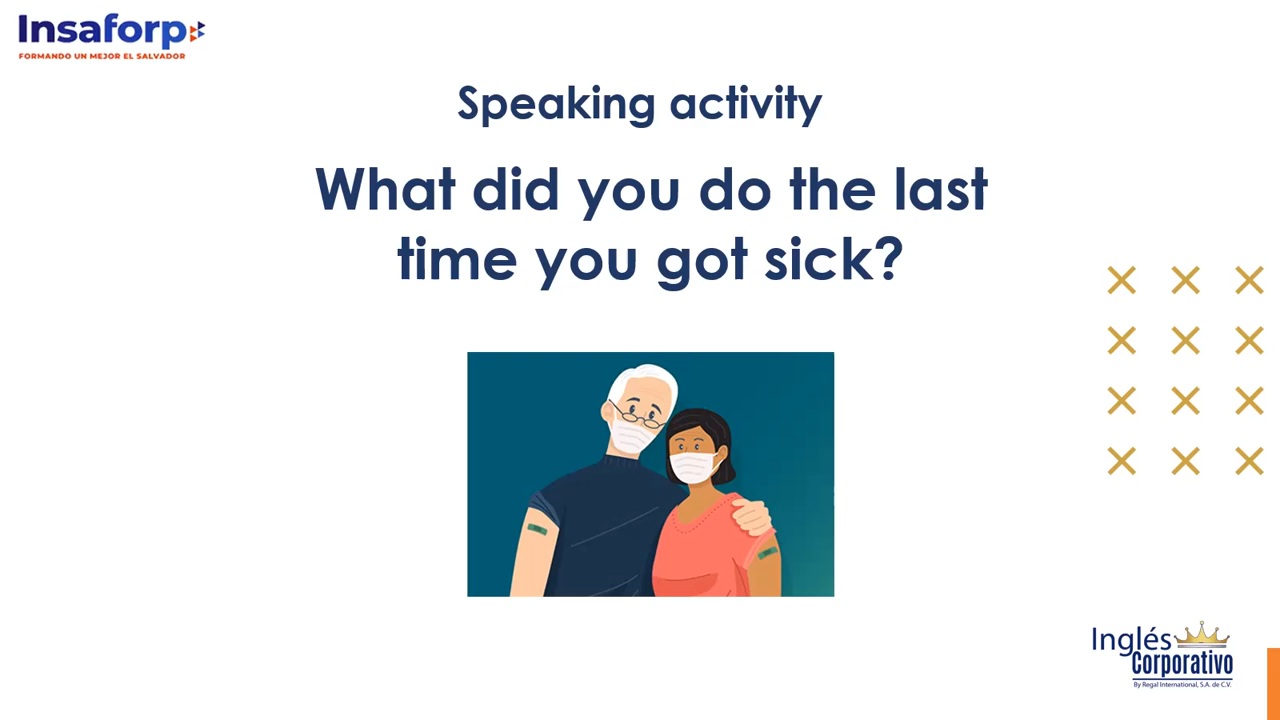 Insaforp
FORMANDO UN MEJOR EL SALVADOR
Speaking activity
What did you do the last
time you got sick?
Inglés
Corporativo
By Regal International, S.A. de C.V.